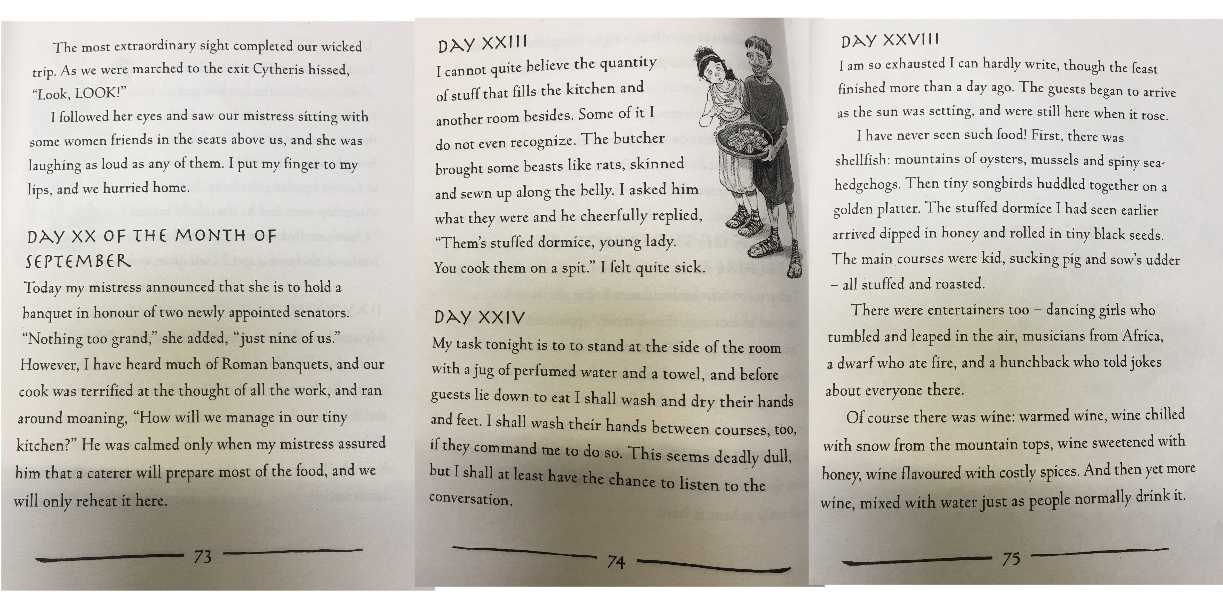 The most extraordinary sight completed our wicked
trip. As we were marched to the exit Cytheris hissed,
“Look, LOOK!”
I followed her eyes and saw our mistress sitting with
some women friends in the seats above us, and she was
laughing as loud as any of them. I put my finger to my
lips, and we hurried home.
DAY XX OF THE MONTH OF
SEPTEMBER
Today my mistress announced that she is to hold a
banquet in honour of two newly appointed senators.
“Nothing too grand,” she added, “just nine of us.”
However, I have heard much of Roman banquets, and our
cook was terrified at the thought of all the work, and ran
around moaning, “How will we manage in our tiny
kitchen?” He was calmed only when my mistress assured
him that a caterer will prepare most of the food, and we
will only reheat it here.
73
DAY XXIII
I cannot quite believe the quantity
of stuff that fills the kitchen and
another room besides. Some of it I
do not even recognize. The butcher
brought some beasts like rats, skinned
and sewn up along the belly. I asked him
what they were and he cheerfully replied,
“Them’s stuffed dormice, young lady.
You cook them on a spit.” I felt quite sick.
DAY XXIV
My task tonight is to to stand at the side of the room
with a jug of perfumed water and a towel, and before
guests lie down to eat I shall wash and dry their hands
and feet. I shall wash their hands between courses, too,
if they command me to do so. This seems deadly dull,
but I shall at least have the chance to listen to the
conversation.
74
DAY XXVIII
I am so exhausted I can hardly write, though the feast
finished more than a day ago. The guests began to arrive
as the sun was setting, and were still here when it rose.
I have never seen such food! First, there was
shellfish: mountains of oysters, mussels and spiny sea-
hedgehogs. Then tiny songbirds huddled together on a
golden platter. The stuffed dormice I had seen earlier
arrived dipped in honey and rolled in tiny black seeds.
The main courses were kid, sucking pig and sow’s udder
– all stuffed and roasted.
There were entertainers too – dancing girls who
tumbled and leaped in the air, musicians from Africa,
a dwarf who ate fire, and a hunchback who told jokes
about everyone there.
Of course there was wine: warmed wine, wine chilled
with snow from the mountain tops, wine sweetened with
honey, wine flavoured with costly spices. And then yet more
wine, mixed with water just as people normally drink it.
75